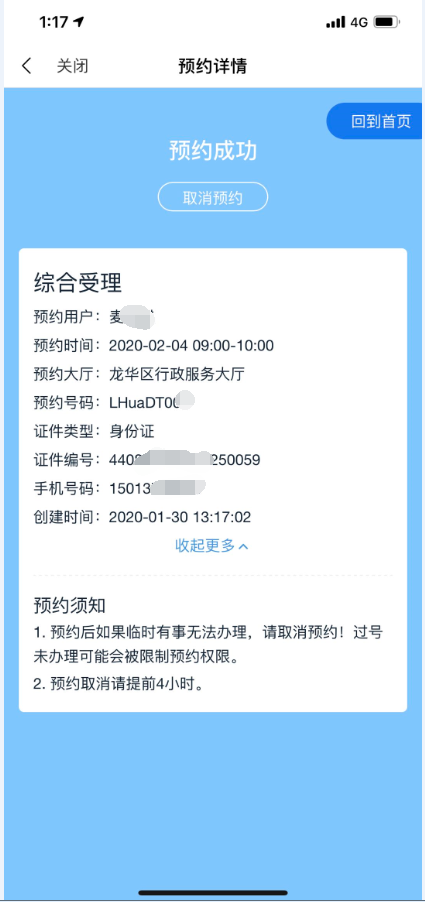 1:17
4G
关闭
预约详情
回到首页
预约成功
取消预约
综合受理
预约用户：麦
预约时间：2020-02-04 09:00-10:00
预约大厅：龙华区行政服务大厅
预约号码：LHuaDT00
证件类型：身份证
证件编号：440 250059
手机号码：15013
创建时间：2020-01-30 13:17:02
收起更多
预约须知
1. 预约后如果临时有事无法办理，请取消预约！过号
未办理可能会被限制预约权限。
2. 预约取消请提前4小时。